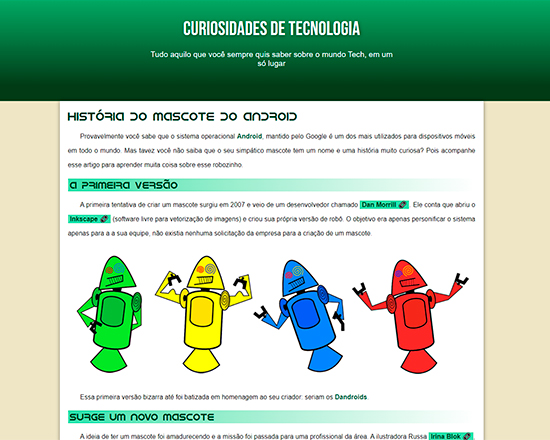 CURIOSIDADES DE TECNOLOGIA
Tudo aquilo que você sempre quis saber sobre o mundo Tech, em um
só lugar
HISTÓRIA DO MASCOTE DO ANDROID
Provavelmente você sabe que o sistema operacional Android, mantido pelo Google é um dos mais utilizados para dispositivos móveis
em todo o mundo. Mas tavez você não saiba que o seu simpático mascote tem um nome e uma história muito curiosa? Pois acompanhe
esse artigo para aprender muita coisa sobre esse robozinho.
A PRIMEIRA VERSÃO
A primeira tentativa de criar um mascote surgiu em 2007 e veio de um desenvolvedor chamado Dan Morrill. Ele conta que abriu o
Inkscape (software livre para vetorização de imagens) e criou sua própria versão de robô. O objetivo era apenas personificar o sistema
apenas para a a sua equipe, não existia nenhuma solicitação da empresa para a criação de um mascote.
Essa primeira versão bizarra até foi batizada em homenagem ao seu criador: seriam os Dandroids.
SURGE UM NOVO MASCOTE
A ideia de ter um mascote foi amadurecendo e a missão foi passada para uma profissional da área. A ilustradora Russa Irina Blok